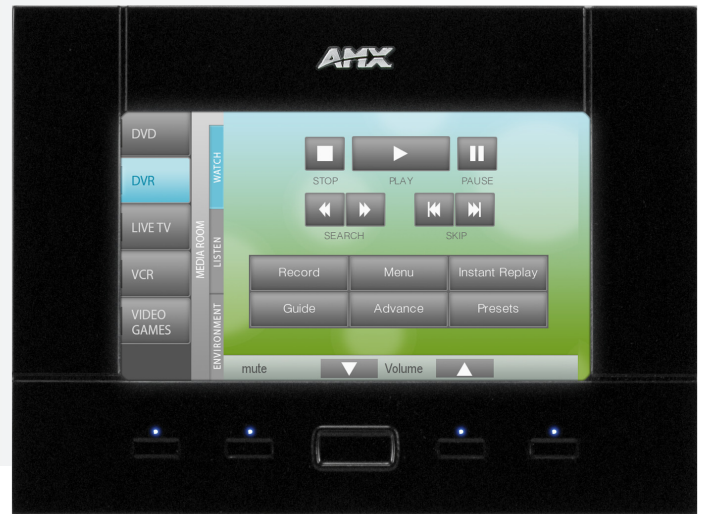 AMX
DVD
DVR
LIVE TV
VCR
VIDEO
GAMES
MEDIA ROOM
WATCH
LISTEN
ENVIRONMENT
STOP
PLAY
PAUSE
SEARCH
SKIP
Record
Menu
Instant Replay
Guide
Advance
Presets
mute
Volume